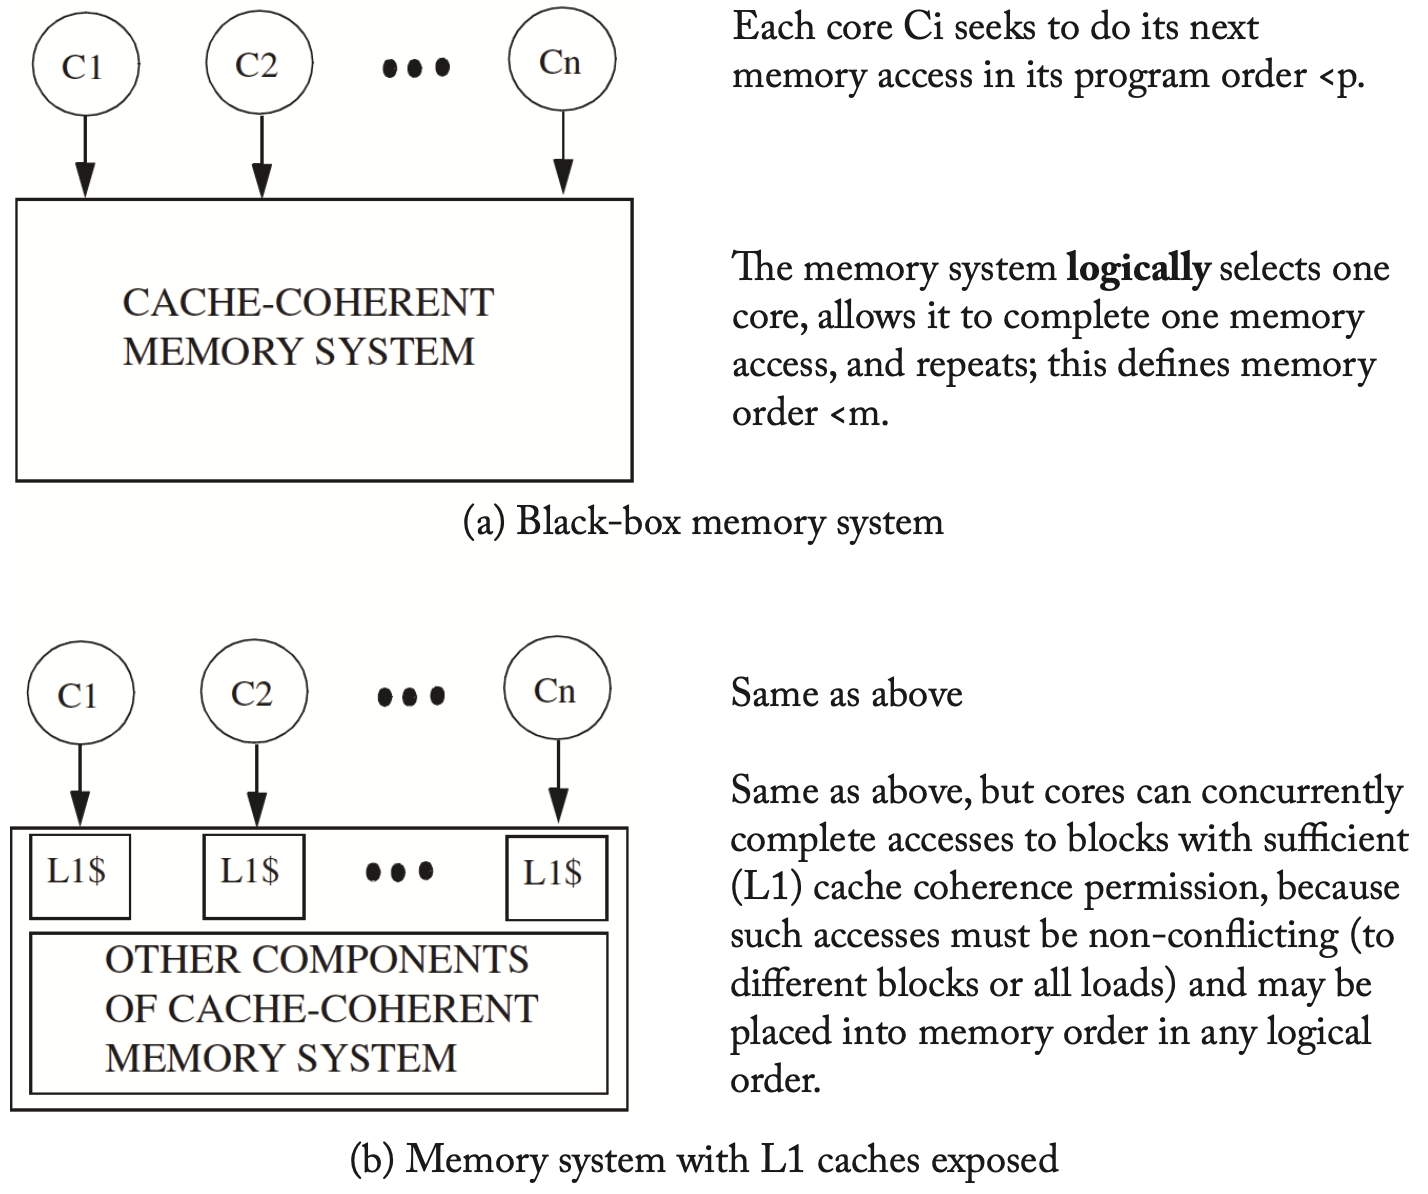 C1
C2
Cn
Each core Ci seeks to do its next
memory access in its program order <p.
CACHE-COHERENT
MEMORY SYSTEM
The memory system logically selects one
core, allows it to complete one memory
access, and repeats; this defines memory
order <m.
(a) Black-box memory system
C1
C2
Cn
Same as above
L1$
L1$
L1$
OTHER COMPONENTS
OF CACHE-COHERENT
MEMORY SYSTEM
Same as above, but cores can concurrently
complete accesses to blocks with sufficient
(L1) cache coherence permission, because
such accesses must be non-conflicting (to
different blocks or all loads) and may be
placed into memory order in any logical
order.
(b) Memory system with L1 caches exposed